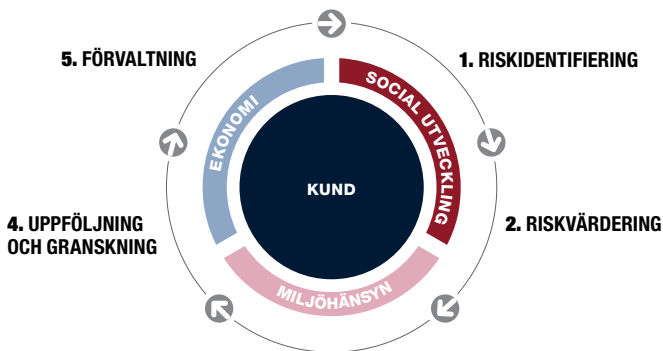 5. FÖRVALTNING
1. RISKIDENTIFIERING
EKONOMI
SOCIAL UTVECKLING
KUND
4. UPPFÖLJNING
OCH GRANSKNING
2. RISKVÄRDERING
MILJÖHÄNSYN